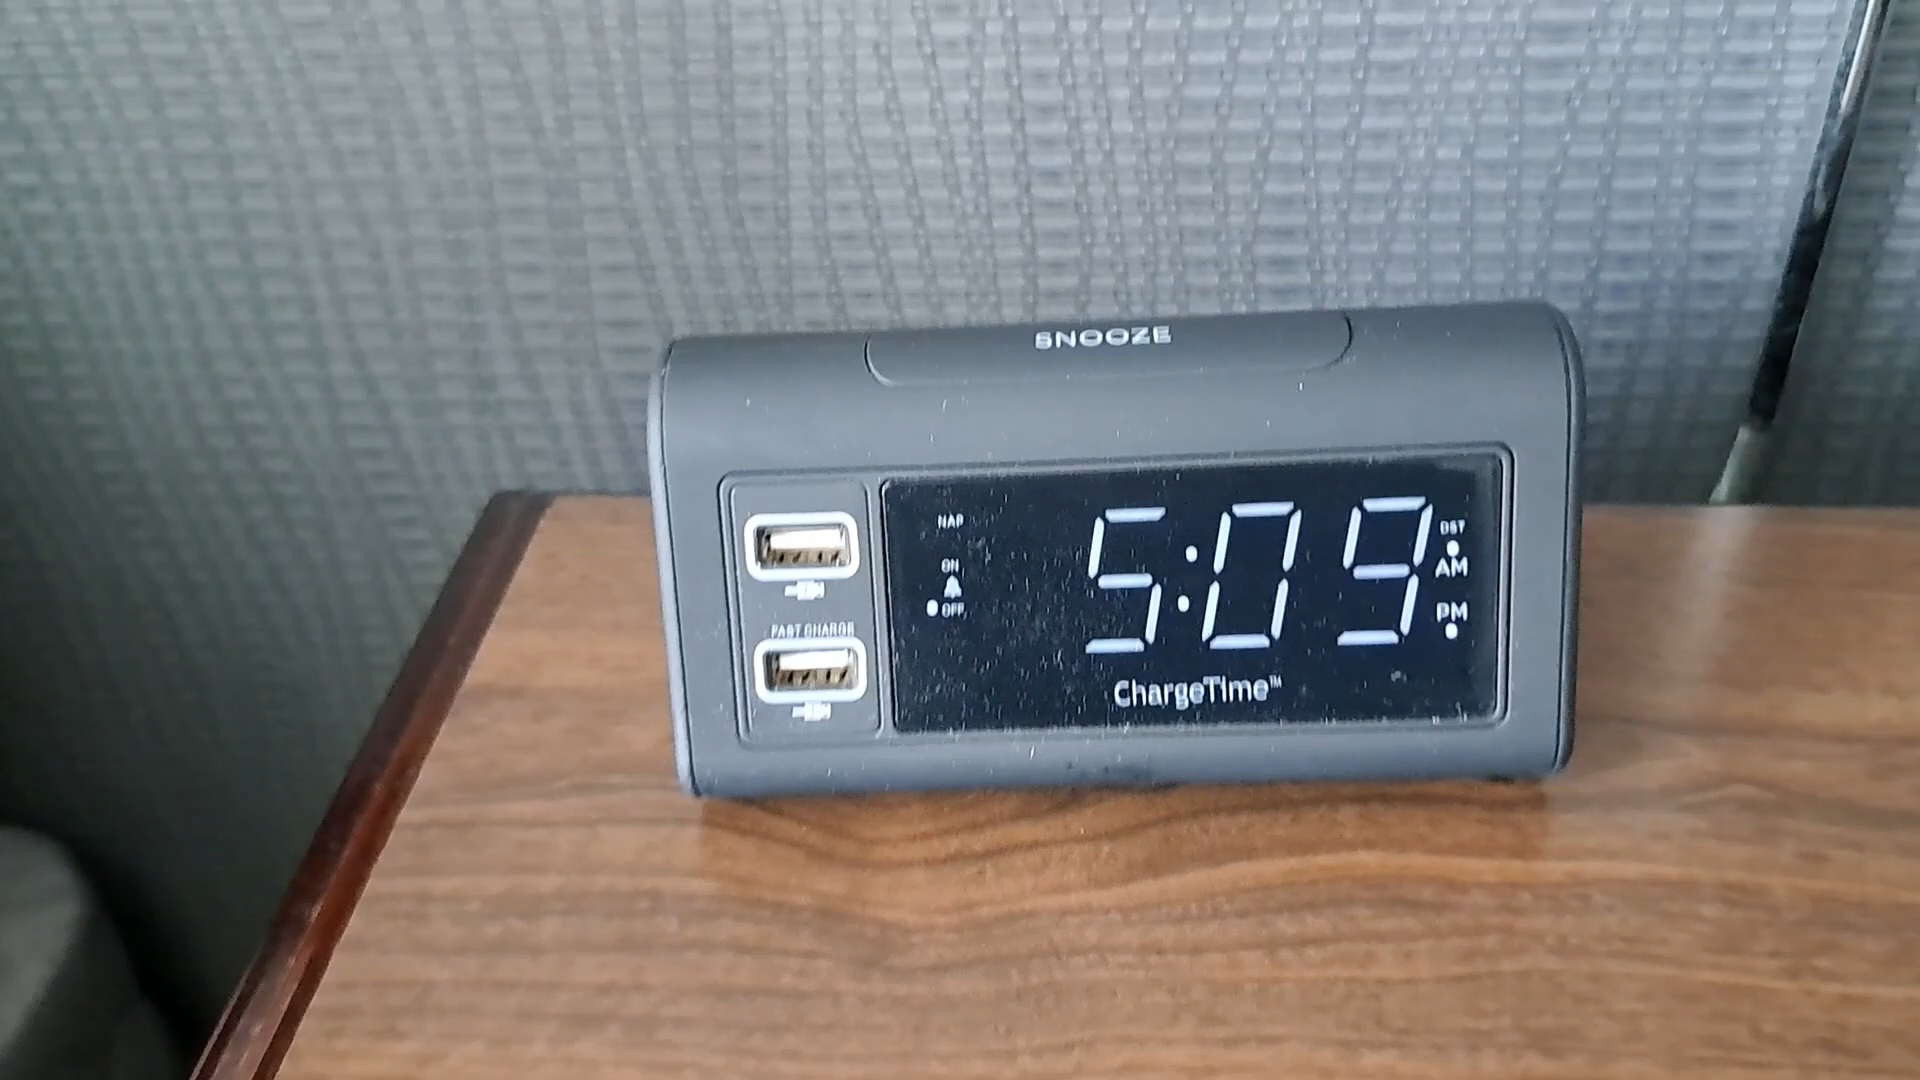 SNOOZE
NAP
ON
OFF
FAST CHARGE
5:09
DST
AM
PM
ChargeTime™